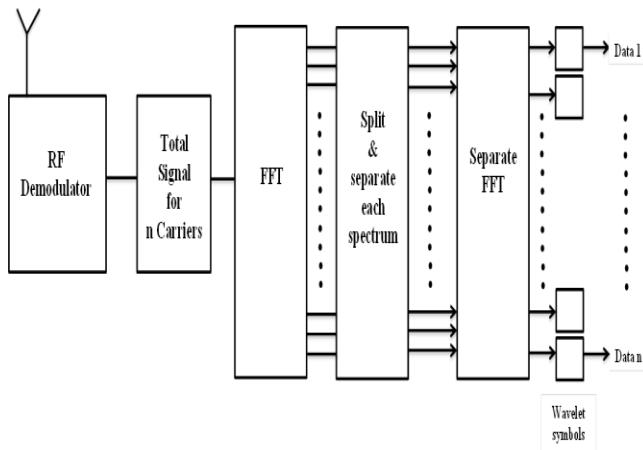 RF
Demodulator
Total
Signal
for
n Carriers
FFT
Split
&
separate
each
spectrum
Separate
FFT
Data 1
Data n
Wavelet
symbols